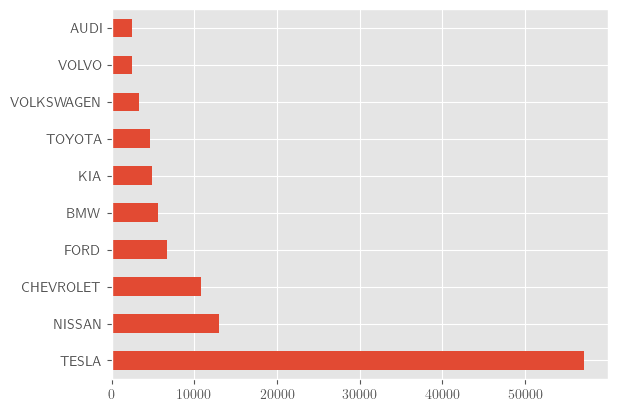 AUDI
VOLVO
VOLKSWAGEN
TOYOTA
KIA
BMW
FORD
CHEVROLET
NISSAN
TESLA
0 10000 20000 30000 40000 50000